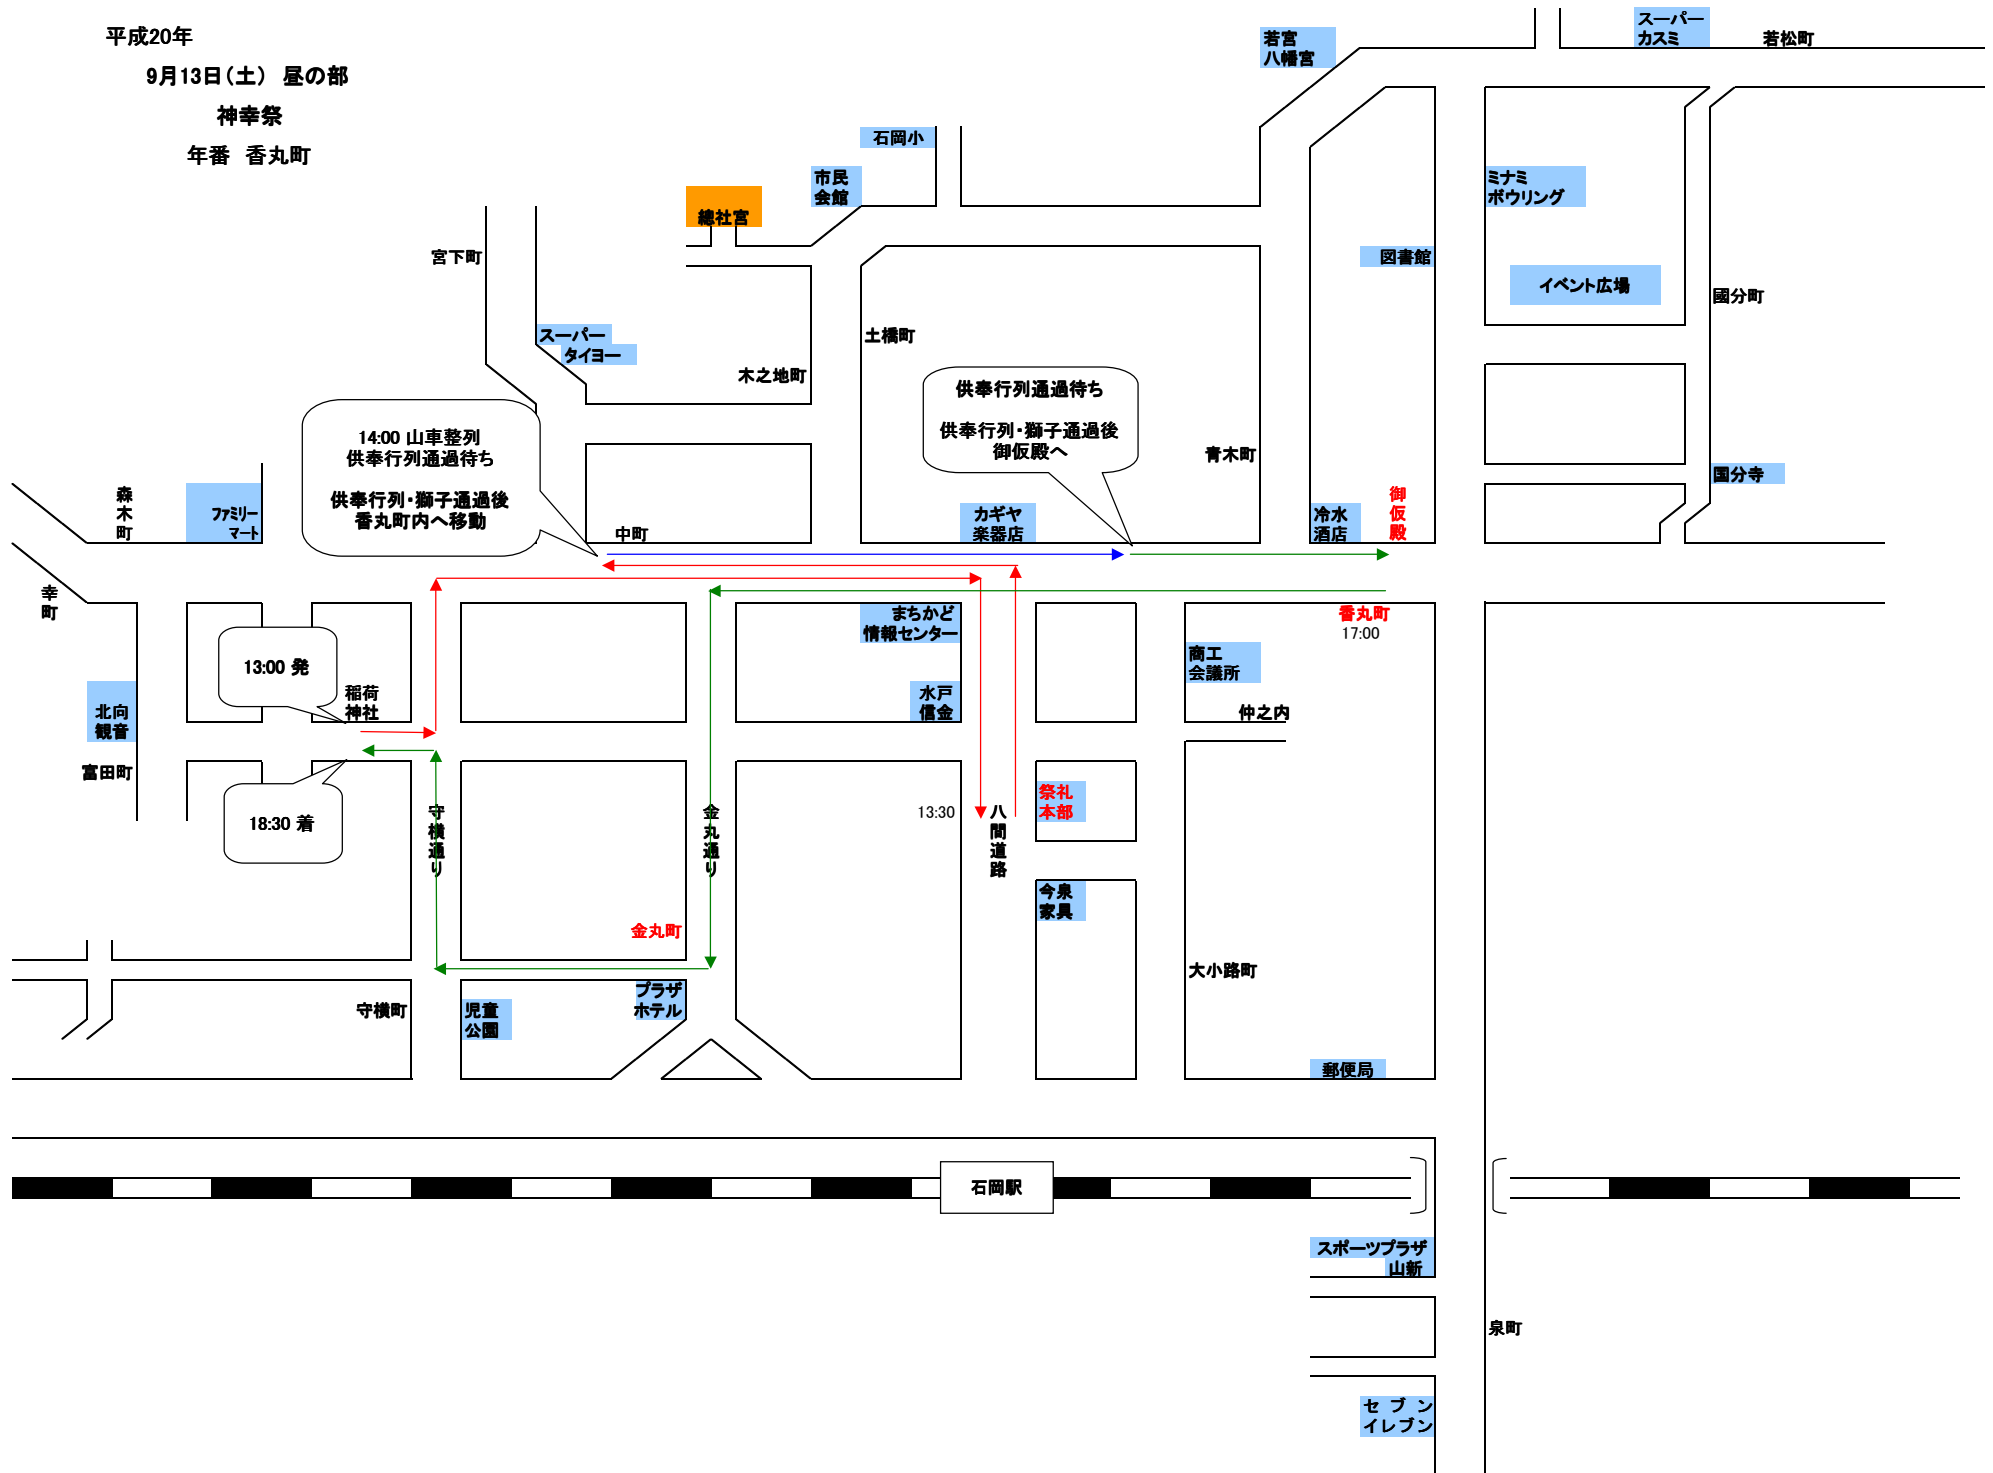 平成20年
9月13日(土) 昼の部
神幸祭
年番 香丸町
スーパー
カスミ
若松町
若宮
八幡宮
石岡小
市民
会館
ミナミ
ボウリング
總社宮
宮下町
図書館
イベント広場
國分町
スーパー
タイヨー
土橋町
木之地町
供奉行列通過待ち
供奉行列・獅子通過後
御仮殿へ
14:00 山車整列
供奉行列通過待ち
供奉行列・獅子通過後
香丸町内へ移動
青木町
国分寺
森
木
町
ファミリー
マート
カギヤ
楽器店
冷水
酒店
御
仮
殿
中町
幸
町
まちかど
情報センター
香丸町
17:00
13:00 発
商工
会議所
稲荷
神社
水戸
信金
仲之内
北向
観音
富田町
18:30 着
守
横
通
り
金
丸
通
り
13:30
八
間
道
路
祭礼
本部
今泉
家具
金丸町
大小路町
守横町
児童
公園
プラザ
ホテル
郵便局
石岡駅
スポーツプラザ
山新
泉町
セ ブ ン
イレブン